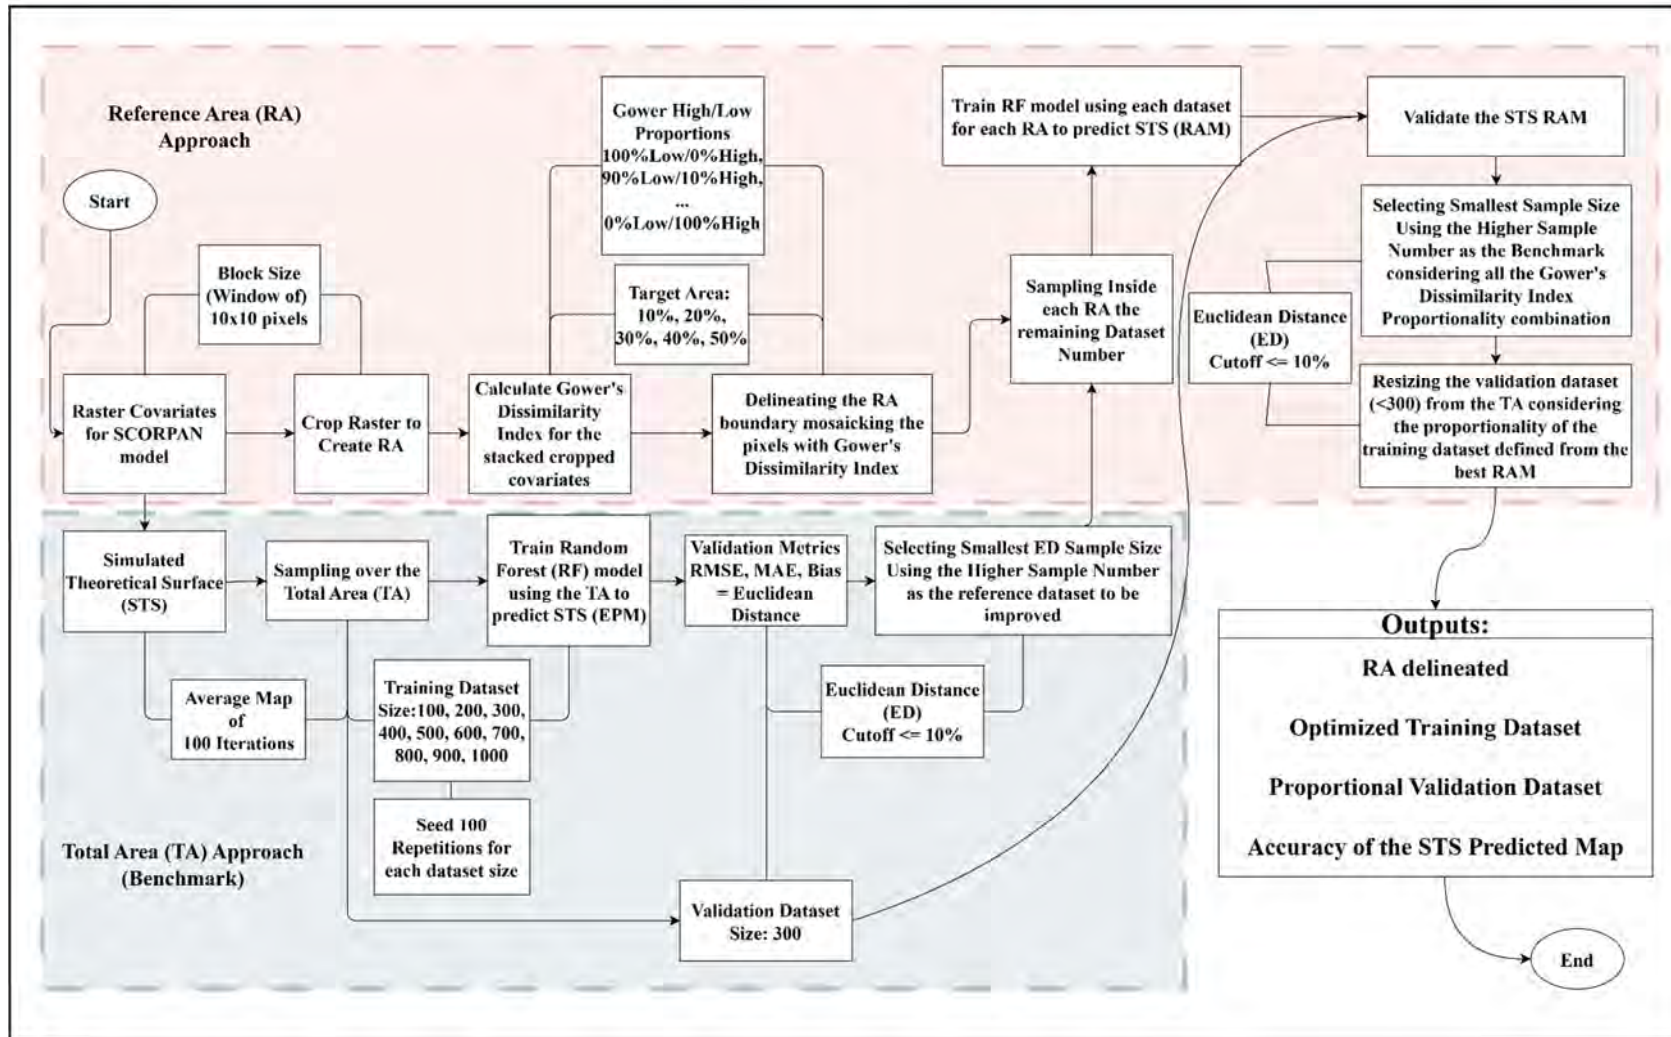 Reference Area (RA)
Approach
Start
Block Size
(Window of)
10x10 pixels
Gower High/Low
Proportions
100%Low/0%High,
90%Low/10%High,
...
0%Low/100%High
Target Area:
10%, 20%,
30%, 40%, 50%
Raster Covariates
for SCORPAN
model
Crop Raster to
Create RA
Calculate Gower's
Dissimilarity
Index for the
stacked cropped
covariates
Delineating the RA
boundary mosaicking the
pixels with Gower's
Dissimilarity Index
Sampling Inside
each RA the
remaining Dataset
Number
Train RF model using each dataset
for each RA to predict STS (RAM)
Validate the STS RAM
Selecting Smallest Sample Size
Using the Higher Sample
Number as the Benchmark
considering all the Gower's
Dissimilarity Index
Proportionality combination
Euclidean Distance
(ED)
Cutoff <= 10%
Resizing the validation dataset
(<300) from the TA considering
the proportionality of the
training dataset defined from the
best RAM
Simulated
Theoretical Surface
(STS)
Sampling over the
Total Area (TA)
Train Random
Forest (RF) model
using the TA to
predict STS (EPM)
Validation Metrics
RMSE, MAE, Bias
= Euclidean
Distance
Selecting Smallest ED Sample Size
Using the Higher Sample Number
as the reference dataset to be
improved
Average Map
of
100 Iterations
Training Dataset
Size:100, 200, 300,
400, 500, 600, 700,
800, 900, 1000
Euclidean Distance
(ED)
Cutoff <= 10%
Seed 100
Repetitions for
each dataset size
Total Area (TA) Approach
(Benchmark)
Validation Dataset
Size: 300
Outputs:
RA delineated
Optimized Training Dataset
Proportional Validation Dataset
Accuracy of the STS Predicted Map
End